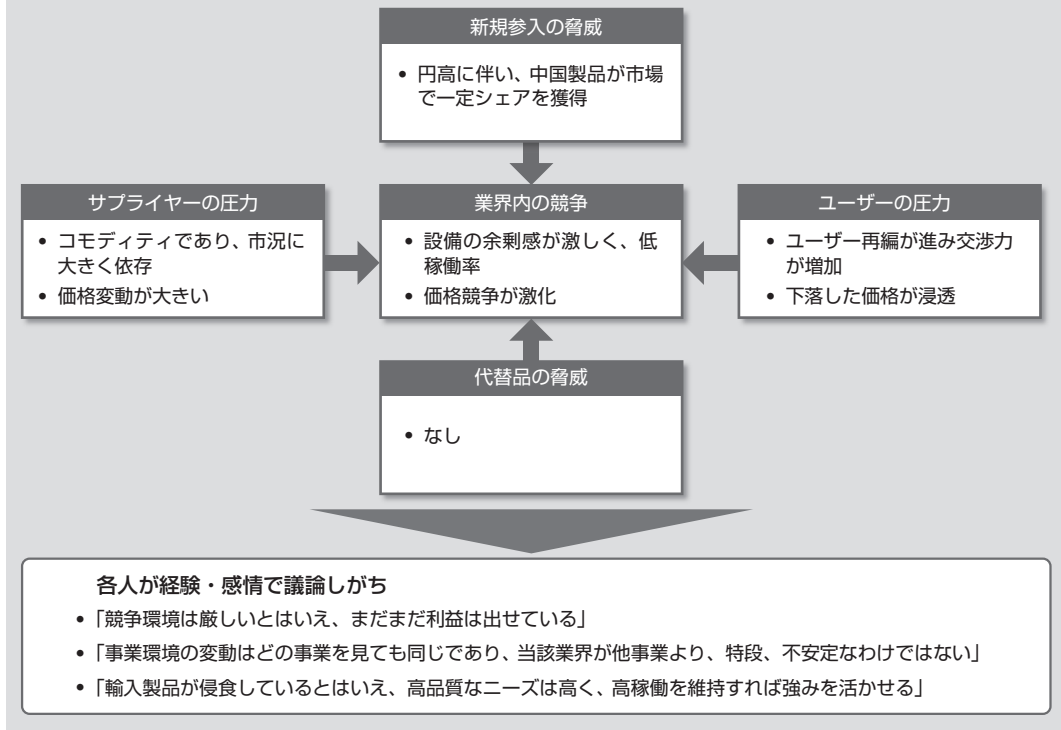 新規参入の脅威
• 円高に伴い、中国製品が市場
で一定シェアを獲得
サプライヤーの圧力
• コモディティであり、市況に
大きく依存
• 価格変動が大きい
業界内の競争
• 設備の余剰感が激しく、低
稼働率
• 価格競争が激化
ユーザーの圧力
• ユーザー再編が進み交渉力
が増加
• 下落した価格が浸透
代替品の脅威
• なし
各人が経験・感情で議論しがち
• 「競争環境は厳しいとはいえ、まだまだ利益は出せている」
• 「事業環境の変動はどの事業を見ても同じであり、当該業界が他事業より、特段、不安定なわけではない」
• 「輸入製品が侵食しているとはいえ、高品質なニーズは高く、高稼働を維持すれば強みを活かせる」